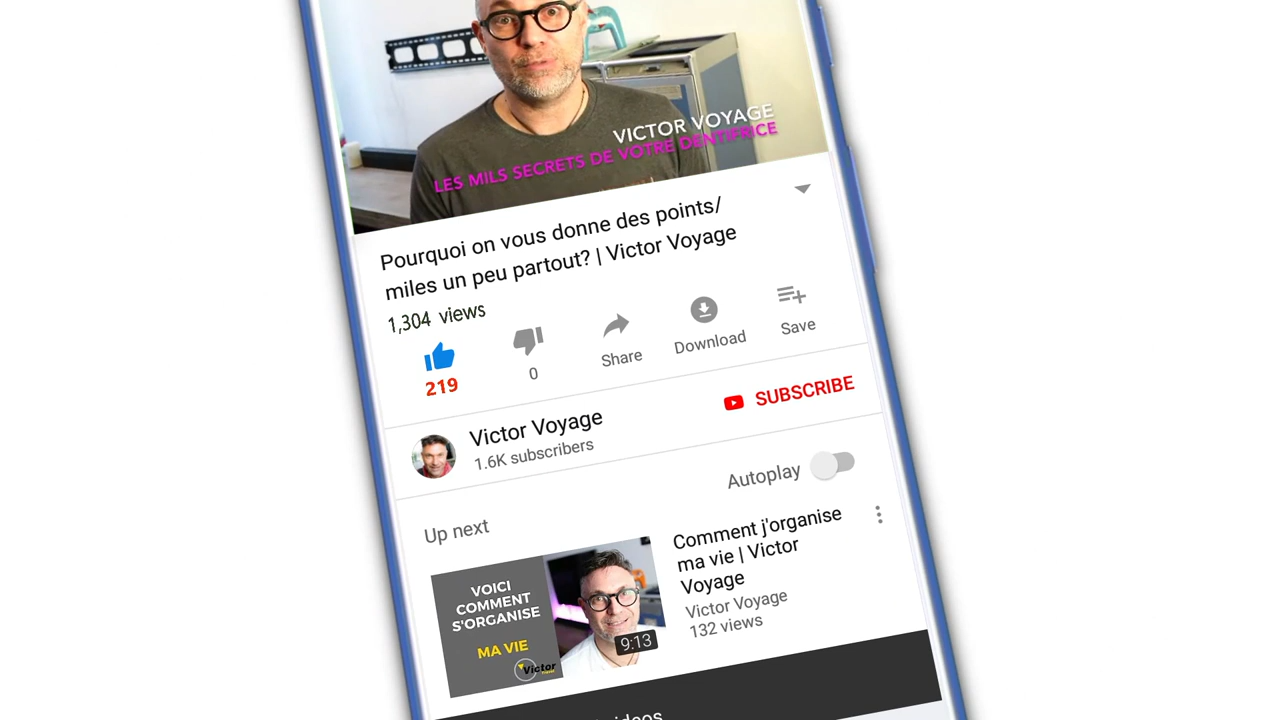 VICTOR VOYAGE
LES MILS SECRETS DE VOTRE DENTIFRICE
Pourquoi on vous donne des points/
miles un peu partout? | Victor Voyage
1,304 views
219
0
Share
Download
Save
Victor Voyage
1.6K subscribers
SUBSCRIBE
Autoplay
Up next
VOICI
COMMENT
S'ORGANISE
MA VIE
Victor
9:13
Comment j'organise
ma vie | Victor
Voyage
Victor Voyage
132 views
videos